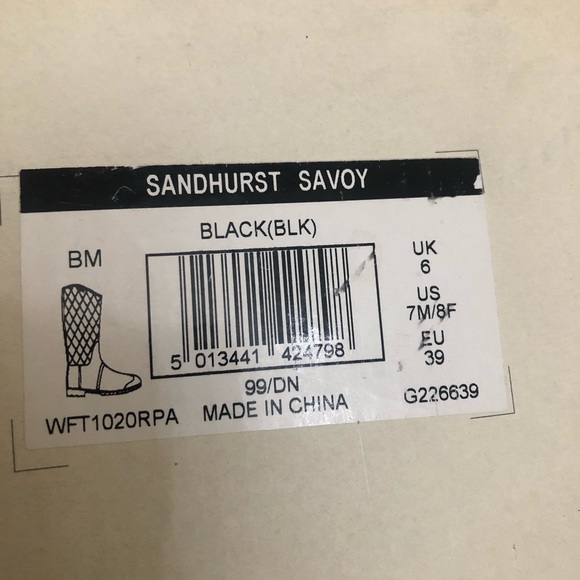 SANDHURST SAVOY
BLACK(BLK)
BM
UK
6
US
7M/8F
EU
39
5 013441 424798
99/DN
WFT1020RPA MADE IN CHINA G226639